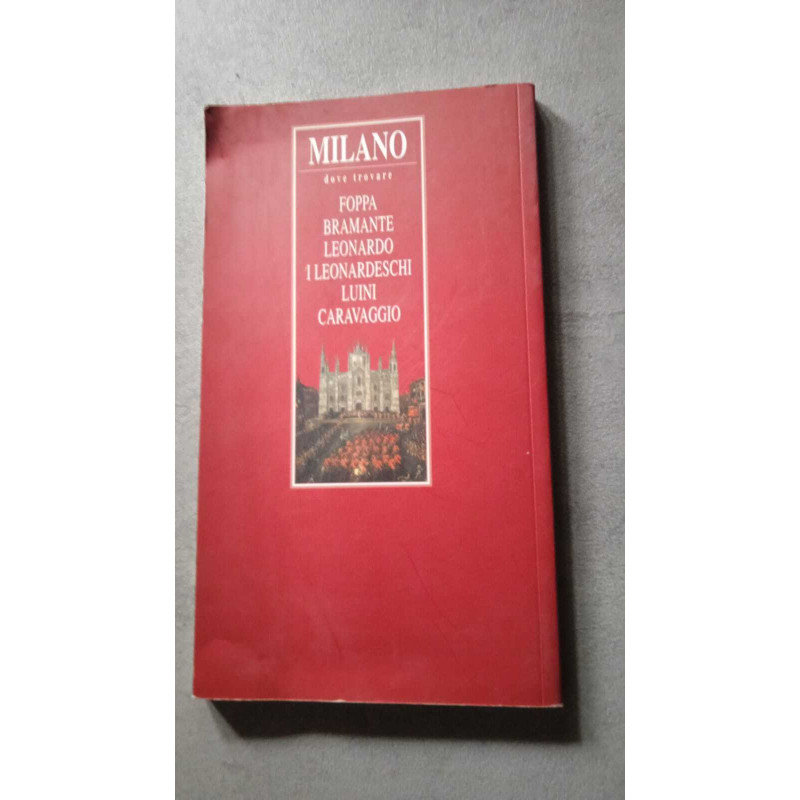 MILANO
dove trovare
FOPPA
BRAMANTE
LEONARDO
I LEONARDESCHI
LUINI
CARAVAGGIO